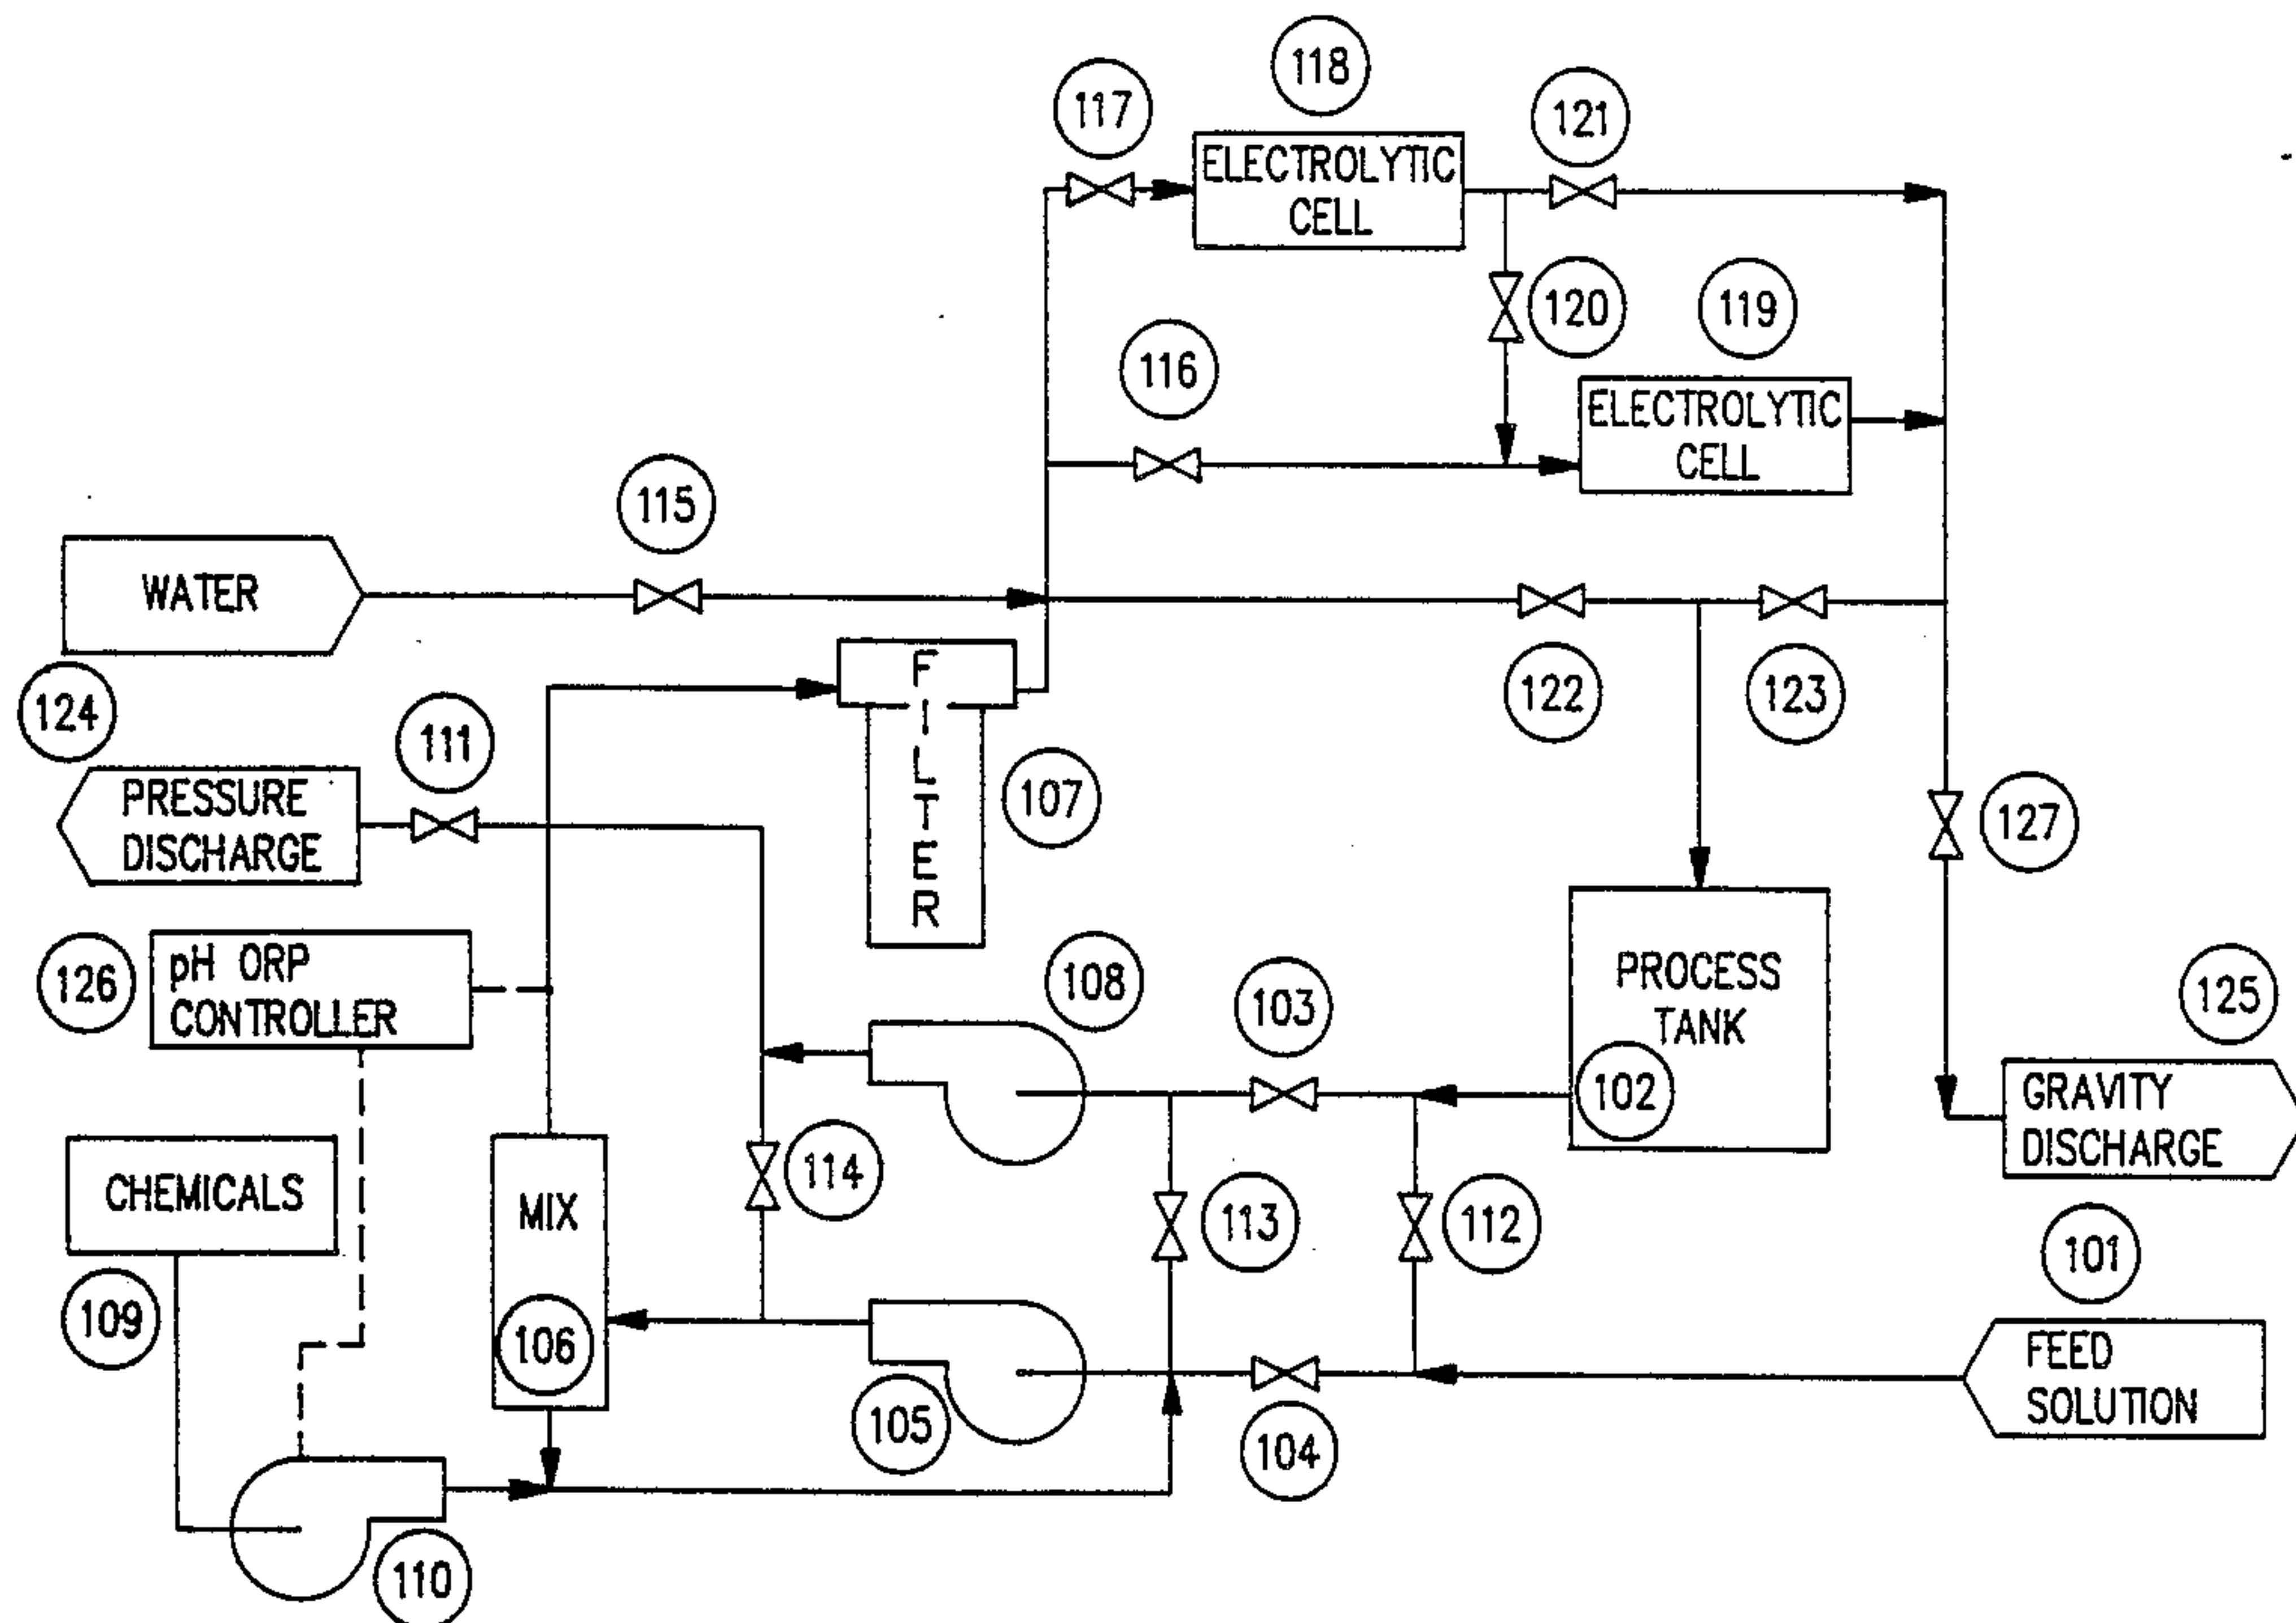 118
117
121
ELECTROLYTIC
CELL
120
119
116
ELECTROLYTIC
CELL
115
WATER
FILTER
124
111
122
123
107
127
PRESSURE
DISCHARGE
108
126
pH ORP
CONTROLLER
103
PROCESS
TANK
125
102
GRAVITY
DISCHARGE
CHEMICALS
114
MIX
113
112
101
109
106
105
FEED
SOLUTION
104
110